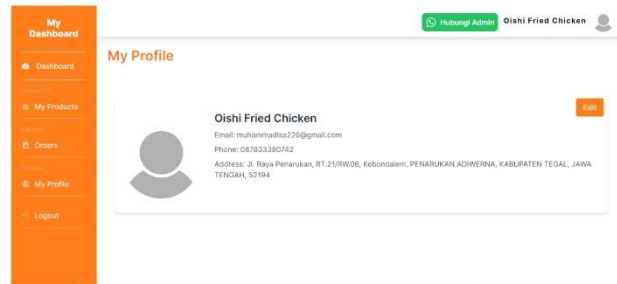 My
Dashboard
Hubungi Admin
Oishi Fried Chicken
Dashboard
My Profile
PRODUCTS
My Products
Edit
Oishi Fried Chicken
Email: muhammadisa226@gmail.com
Phone: 087833380742
Address: Jl. Raya Penarukan, RT.21/RW.06, Kebondalem, PENARUKAN ADIWERNA, KABUPATEN TEGAL, JAWA
TENGAH, 52194
Orders
My Profile
Logout